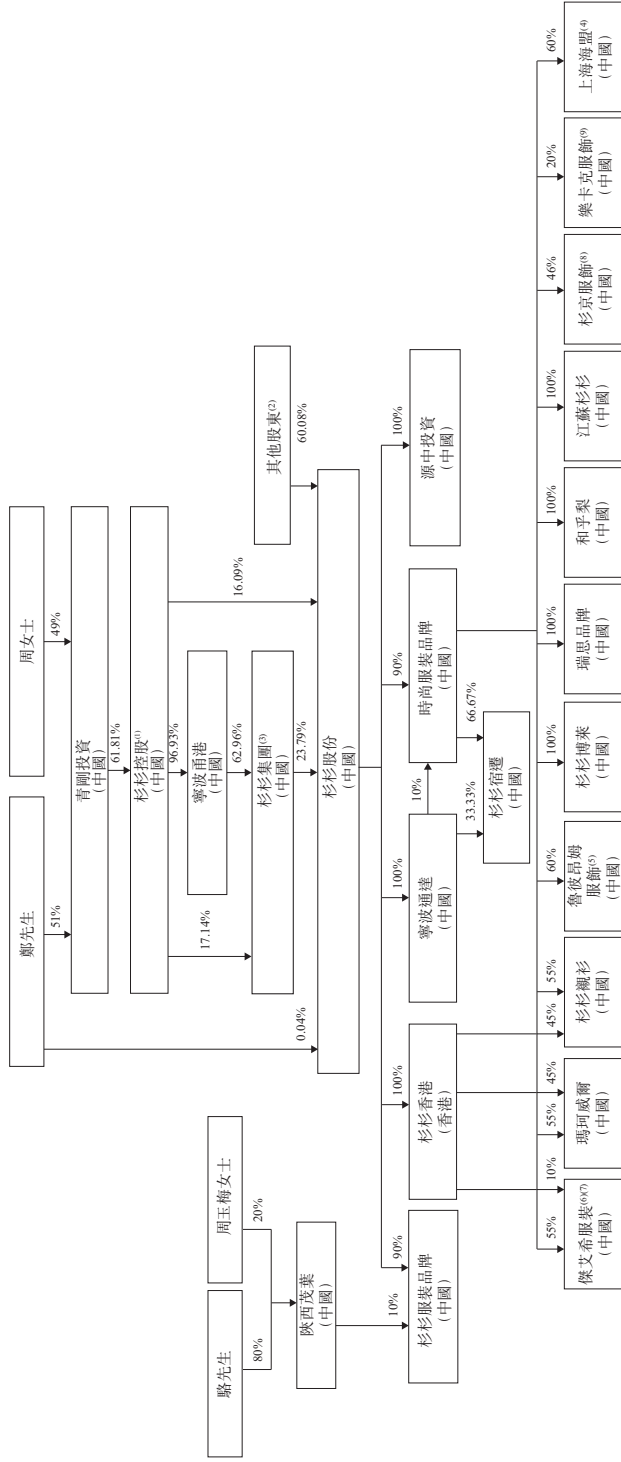 鄭先生
周女士
51%
49%
青剛投資
(中國)
61.81%
駱先生
周玉梅女士
杉杉控股(1)
(中國)
80%
20%
0.04%
17.14%
96.93%
16.09%
寧波甬港
(中國)
62.96%
陝西茂葉
(中國)
杉杉集團(3)
(中國)
其他股東(2)
23.79%
60.08%
杉杉股份
(中國)
10%
90%
100%
100%
90%
100%
杉杉服裝品牌
(中國)
杉杉香港
(香港)
寧波通達
(中國)
10%
時尚服裝品牌
(中國)
源中投資
(中國)
33.33%
66.67%
杉杉宿遷
(中國)
55%
10%
55%
45%
45%
55%
60%
100%
100%
100%
100%
46%
20%
60%
傑艾希服裝(6)(7)
(中國)
瑪珂威爾
(中國)
杉杉襯衫
(中國)
魯彼昂姆
服飾(5)
(中國)
杉杉博萊
(中國)
瑞思品牌
(中國)
和乎梨
(中國)
江蘇杉杉
(中國)
杉京服飾(8)
(中國)
樂卡克服飾(9)
(中國)
上海海盟(4)
(中國)